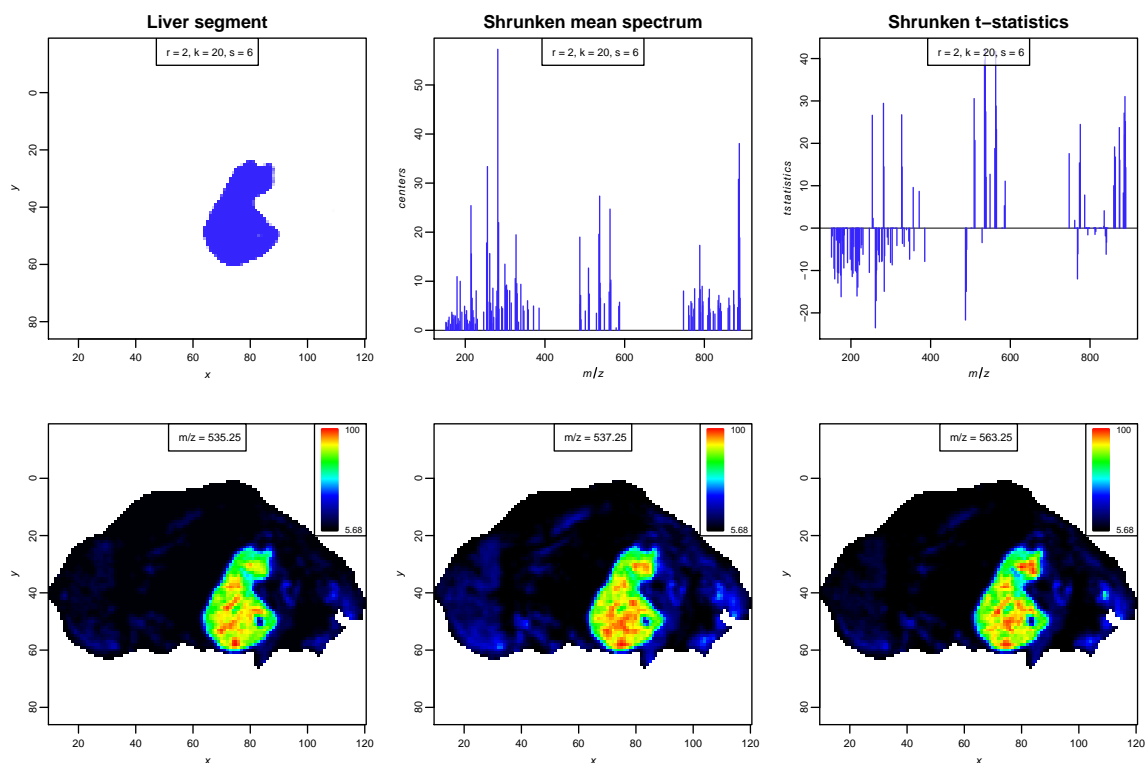 Liver segment
r = 2, k = 20, s = 6
0
20
40
60
80
y
20 40 60 80 100 120
x
Shrunken mean spectrum
r = 2, k = 20, s = 6
50
40
30
20
10
0
centers
200 400 600 800
m/z
Shrunken t−statistics
r = 2, k = 20, s = 6
40
30
20
10
0
−10
−20
tstatistics
200 400 600 800
m/z
m/z = 535.25
100
5.68
0
20
40
60
80
y
20 40 60 80 100 120
x
m/z = 537.25
100
5.68
0
20
40
60
80
y
20 40 60 80 100 120
x
m/z = 563.25
100
5.68
0
20
40
60
80
y
20 40 60 80 100 120
x